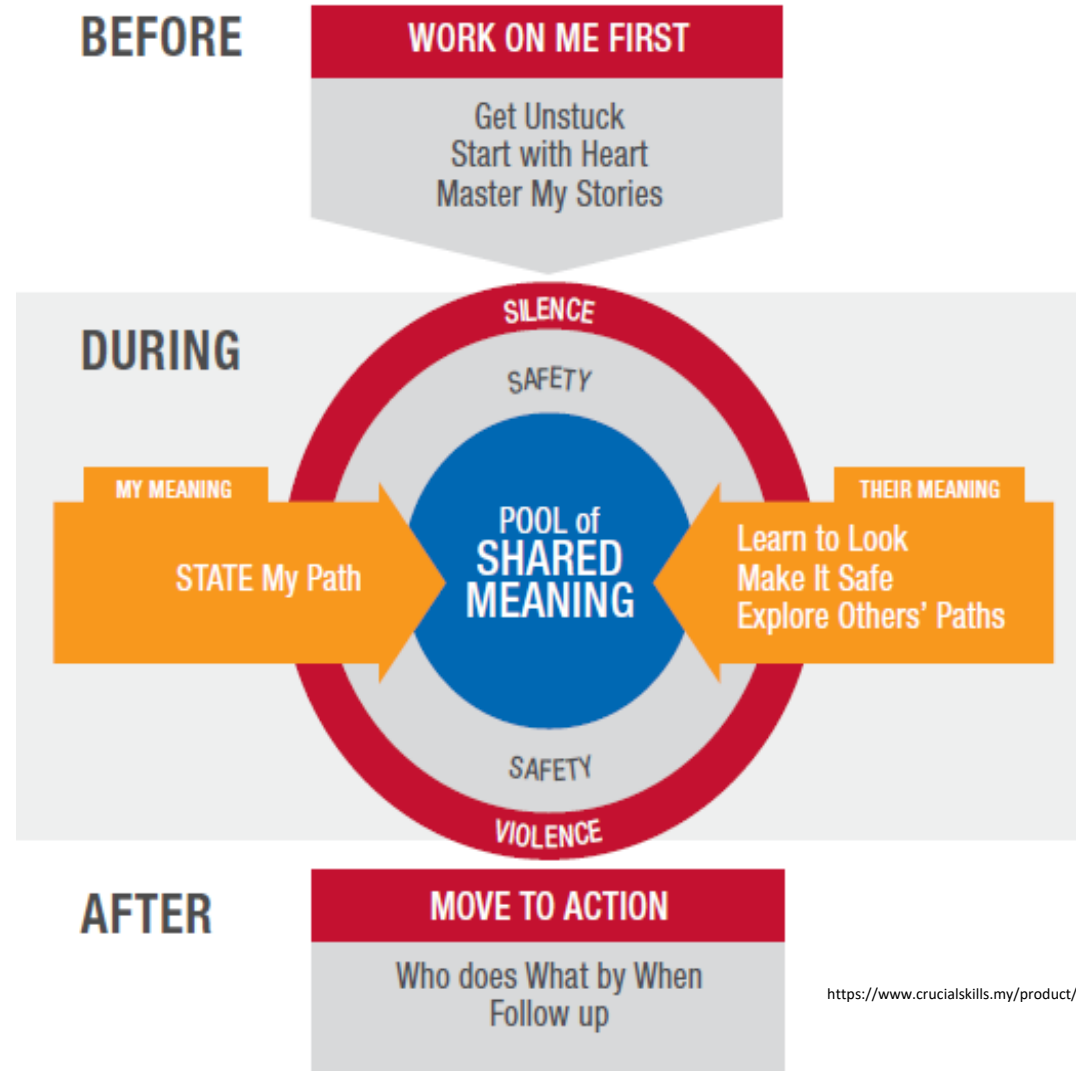 BEFORE
WORK ON ME FIRST
Get Unstuck
Start with Heart
Master My Stories
DURING
SILENCE
SAFETY
MY MEANING
STATE My Path
POOL of
SHARED
MEANING
THEIR MEANING
Learn to Look
Make It Safe
Explore Others’ Paths
SAFETY
VIOLENCE
AFTER
MOVE TO ACTION
Who does What by When
Follow up
https://www.crucialskills.my/product/